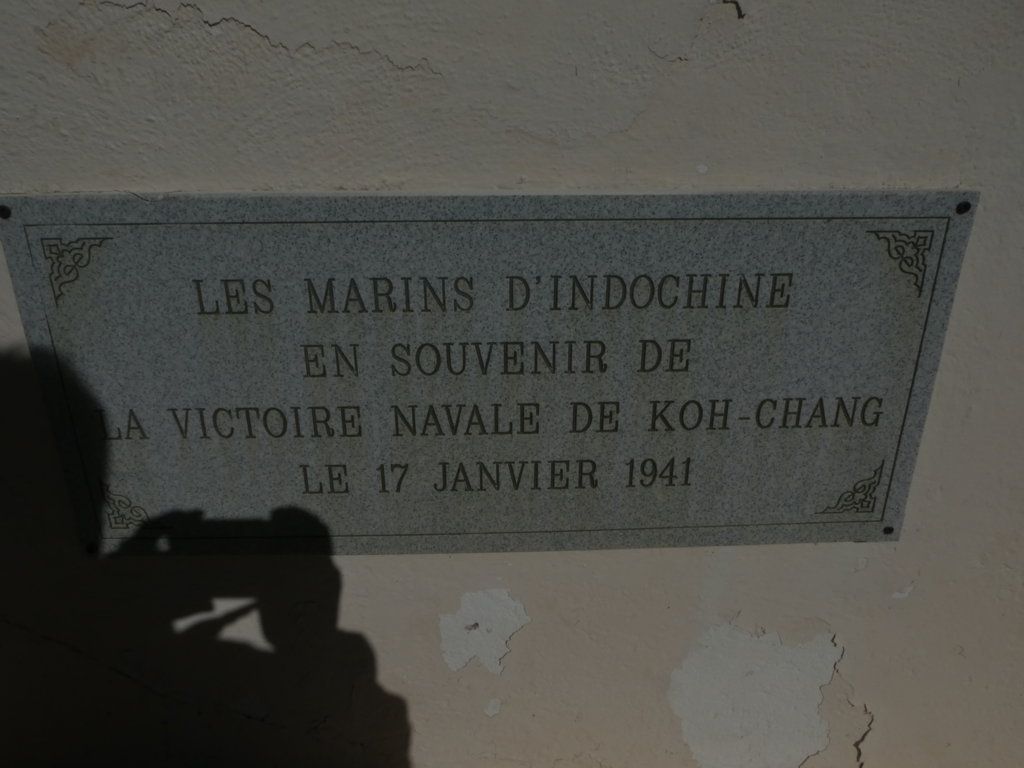 LES MARINS D'INDOCHINE
EN SOUVENIR DE
LA VICTOIRE NAVALE DE KOH-CHANG
LE 17 JANVIER 1941